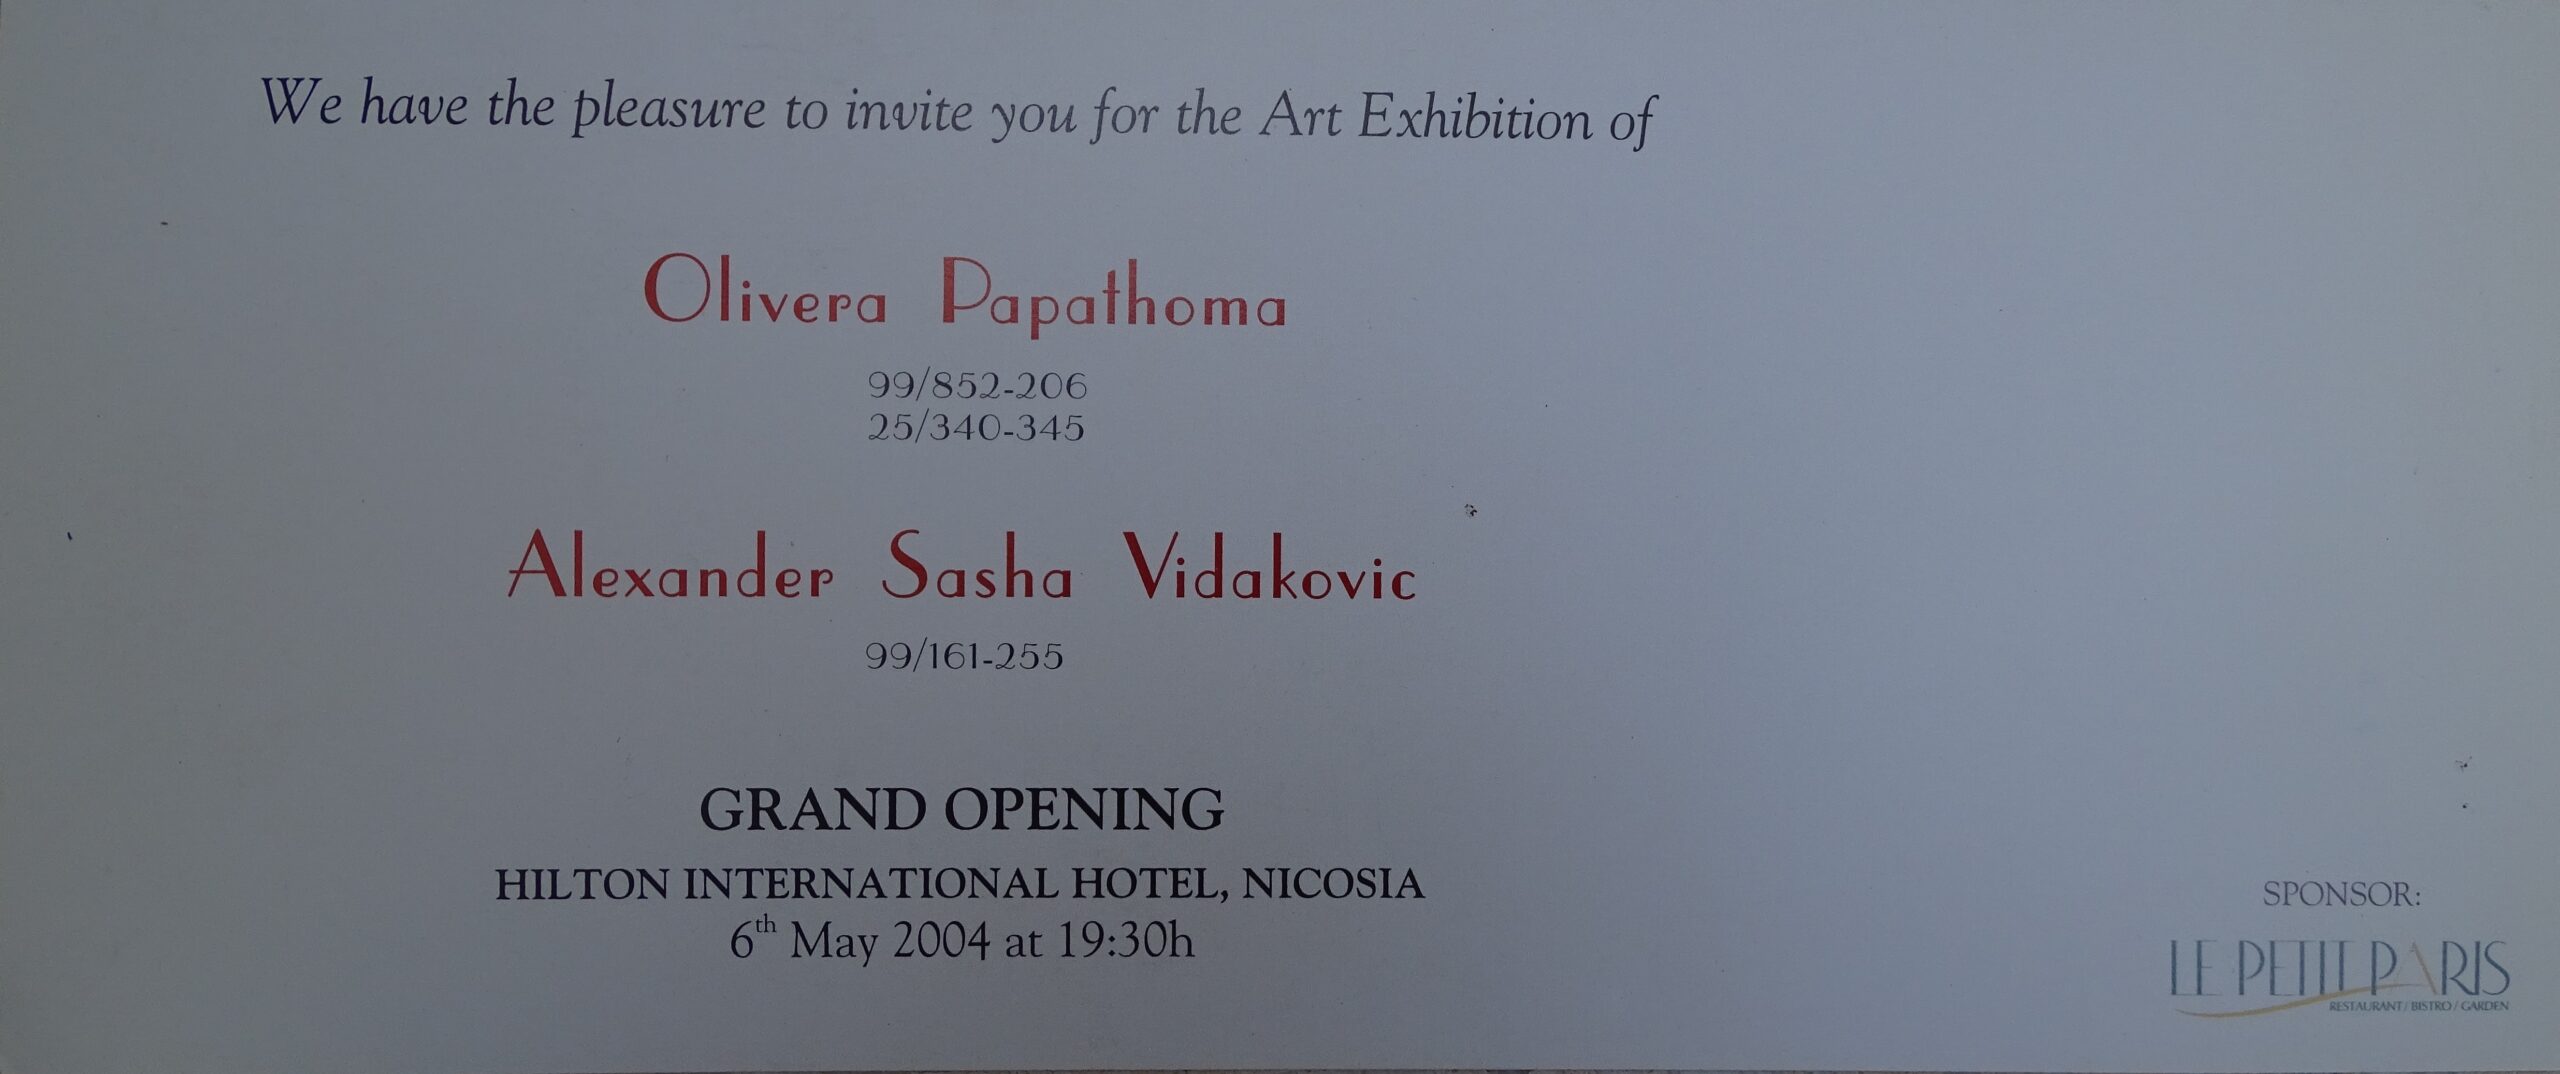 We have the pleasure to invite you for the Art Exhibition of
Olivera Papathoma
99/852-206
25/340-345
Alexander Sasha Vidakovic
99/161-255
GRAND OPENING
HILTON INTERNATIONAL HOTEL, NICOSIA
6th May 2004 at 19:30h
SPONSOR:
LE PETIT PARIS
RESTAURANT / BISTRO / GARDEN